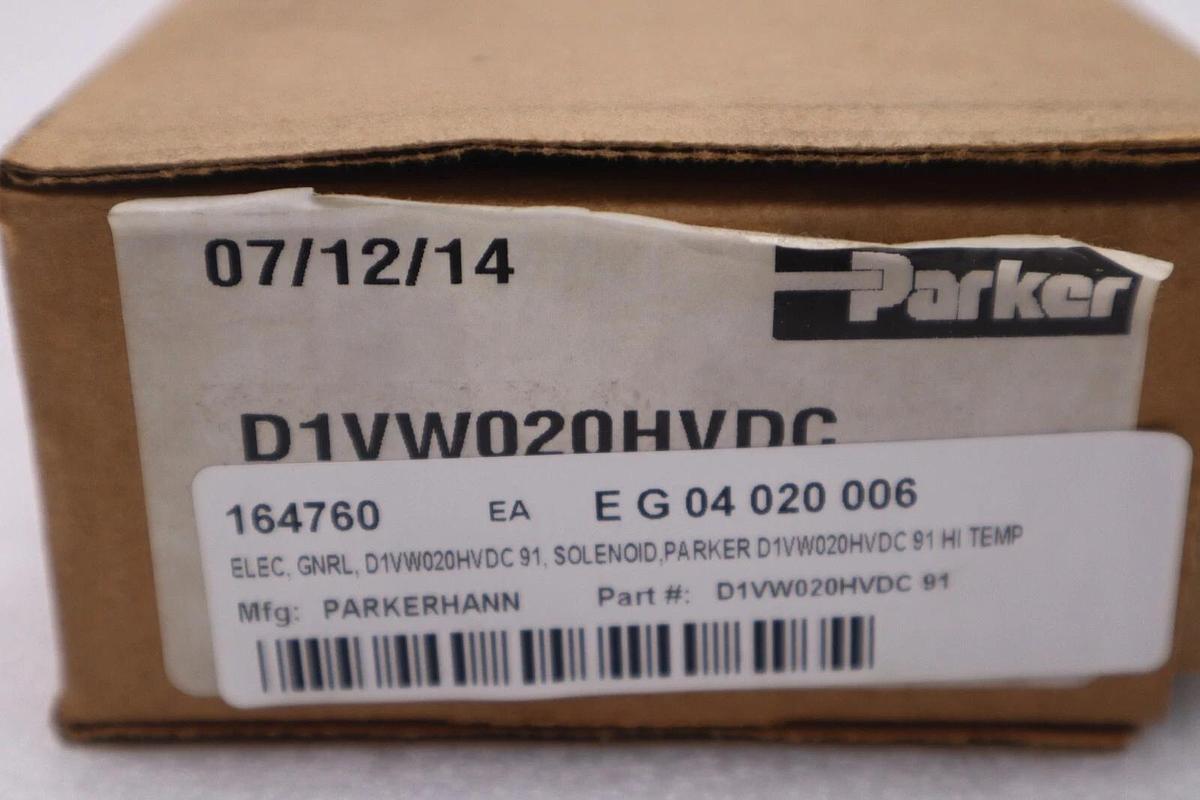 07/12/14
Parker
D1VW020HVDC
164760 EA E G 04 020 006
ELEC, GNRL, D1VW020HVDC 91, SOLENOID,PARKER D1VW020HVDC 91 HI TEMP
Mfg: PARKERHANN Part #: D1VW020HVDC 91